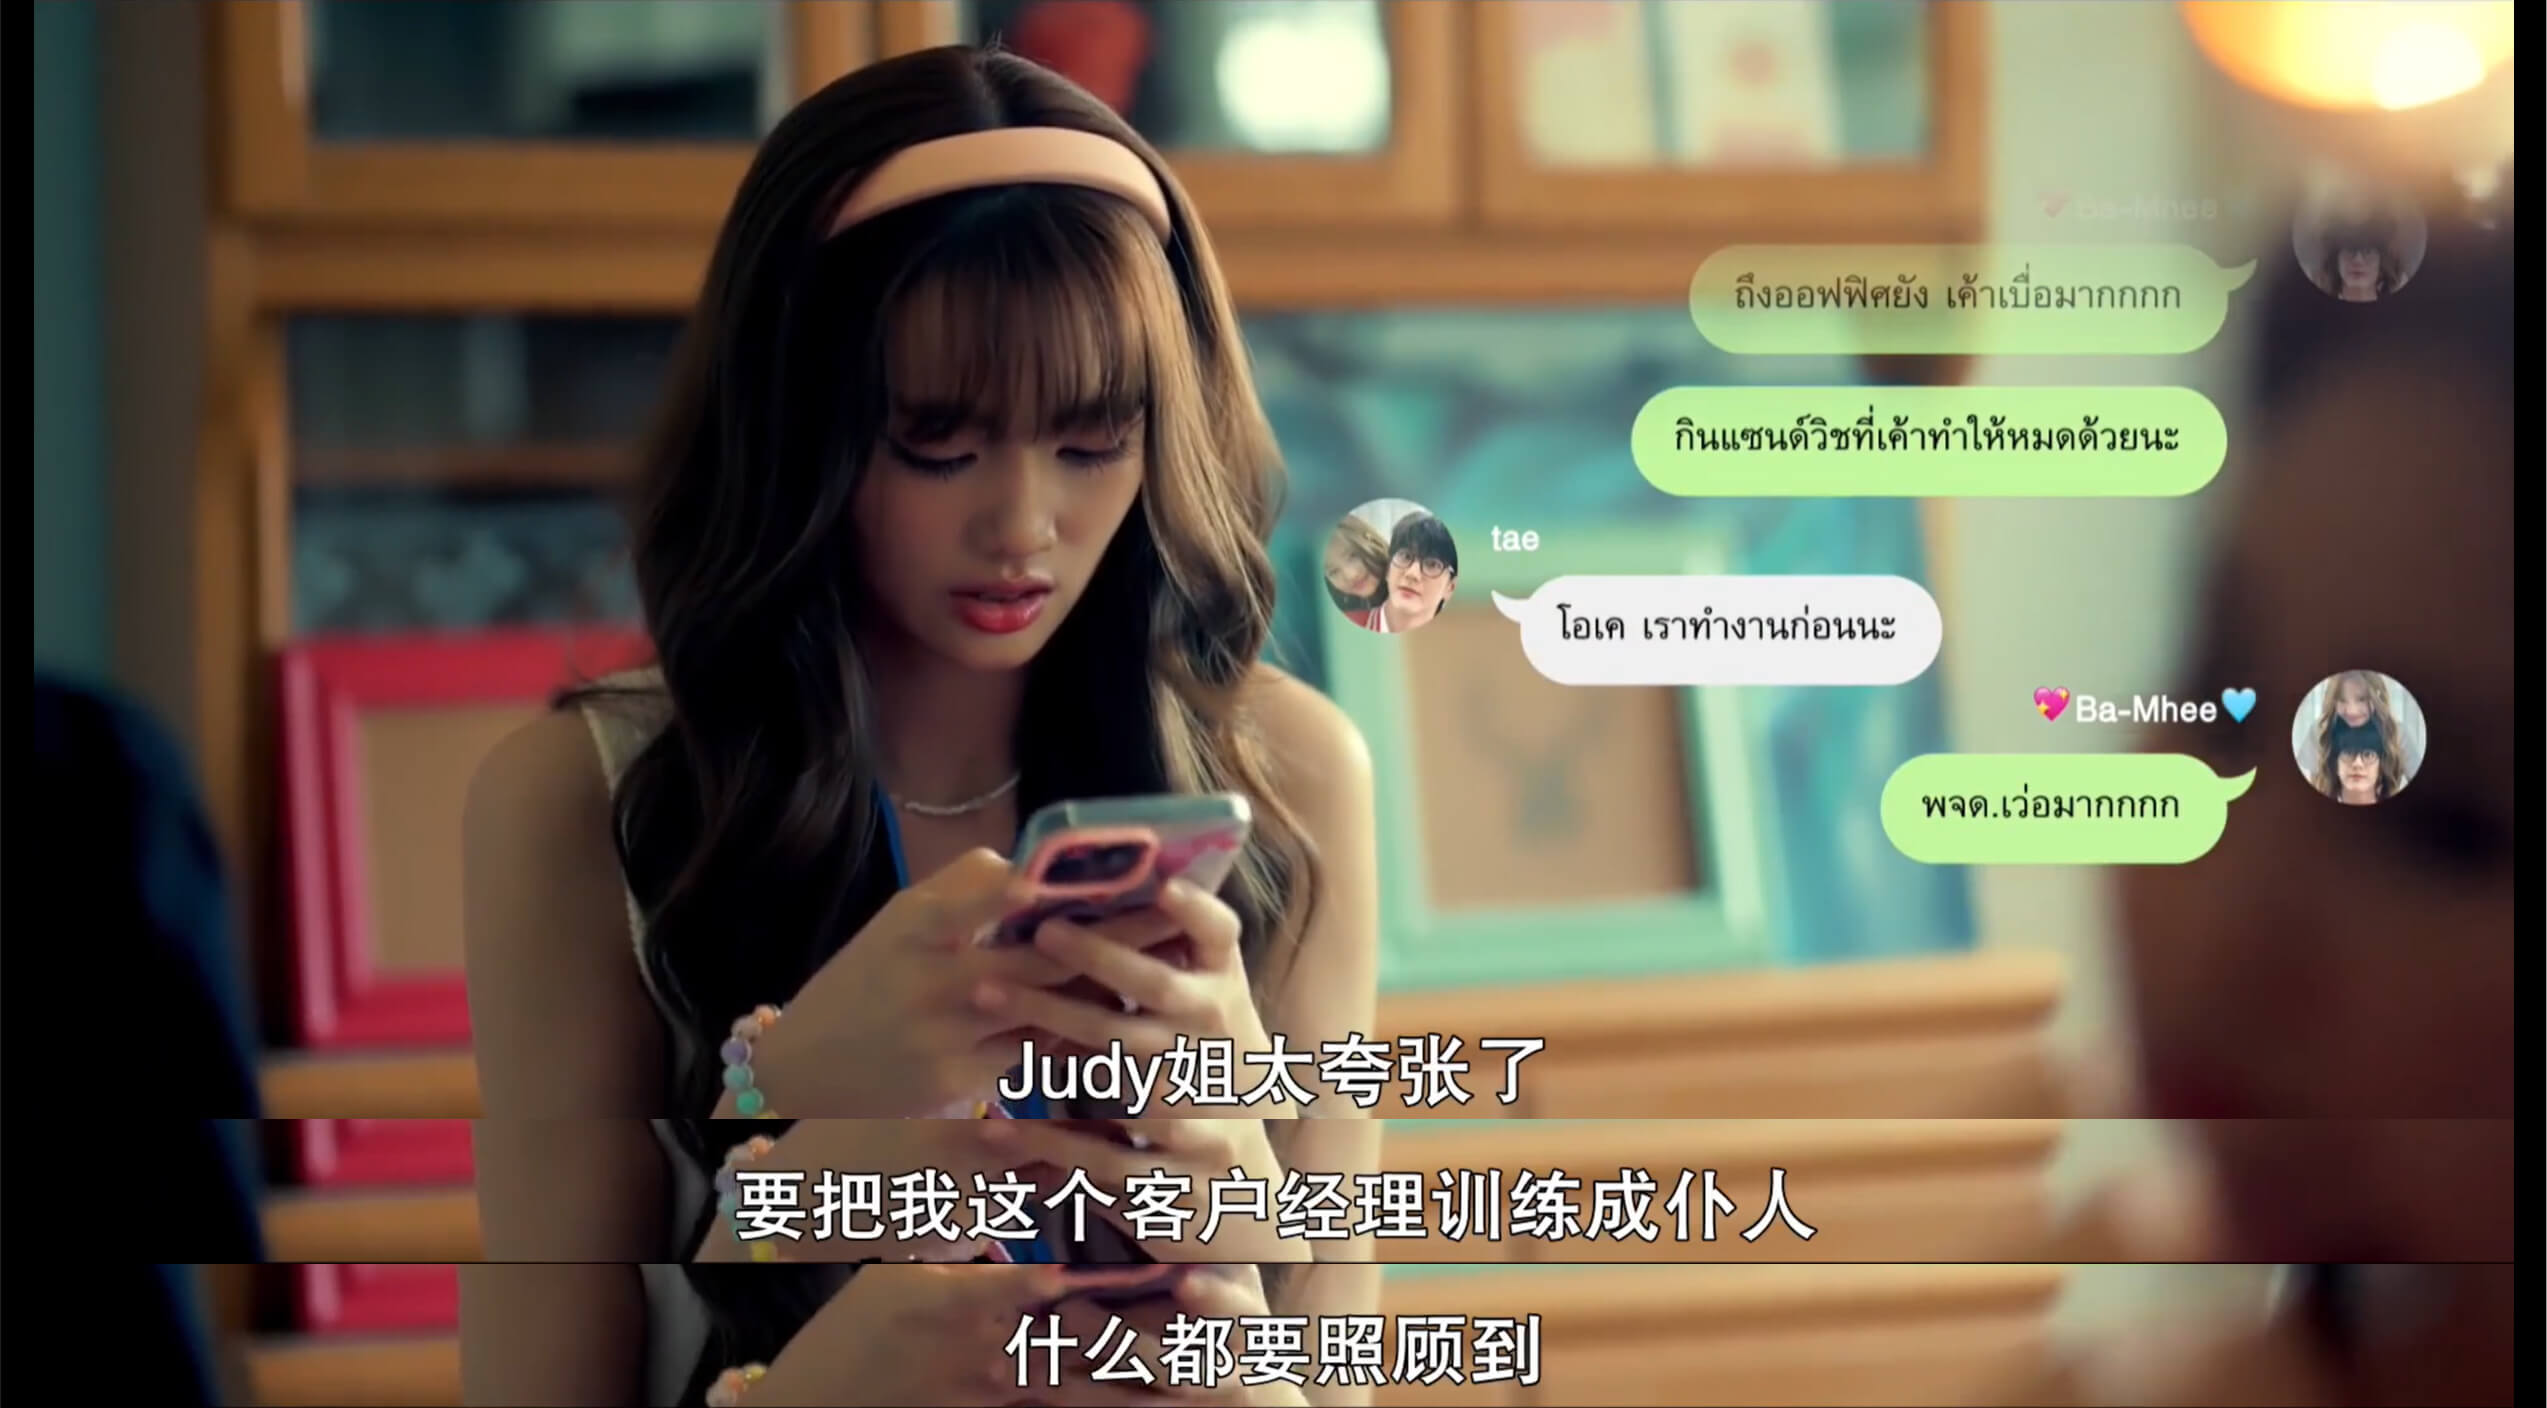 Ba-Mhee
ถึงออฟฟิศยัง เค้าเบื่อมากกกก
กินแซนด์วิชที่เค้าทำให้หมดด้วยนะ
tae
โอเค เราทำงานก่อนนะ
💖Ba-Mhee🩵
พจด.เว่อมากกกก
Judy姐太夸张了
要把我这个客户经理训练成仆人
什么都要照顾到